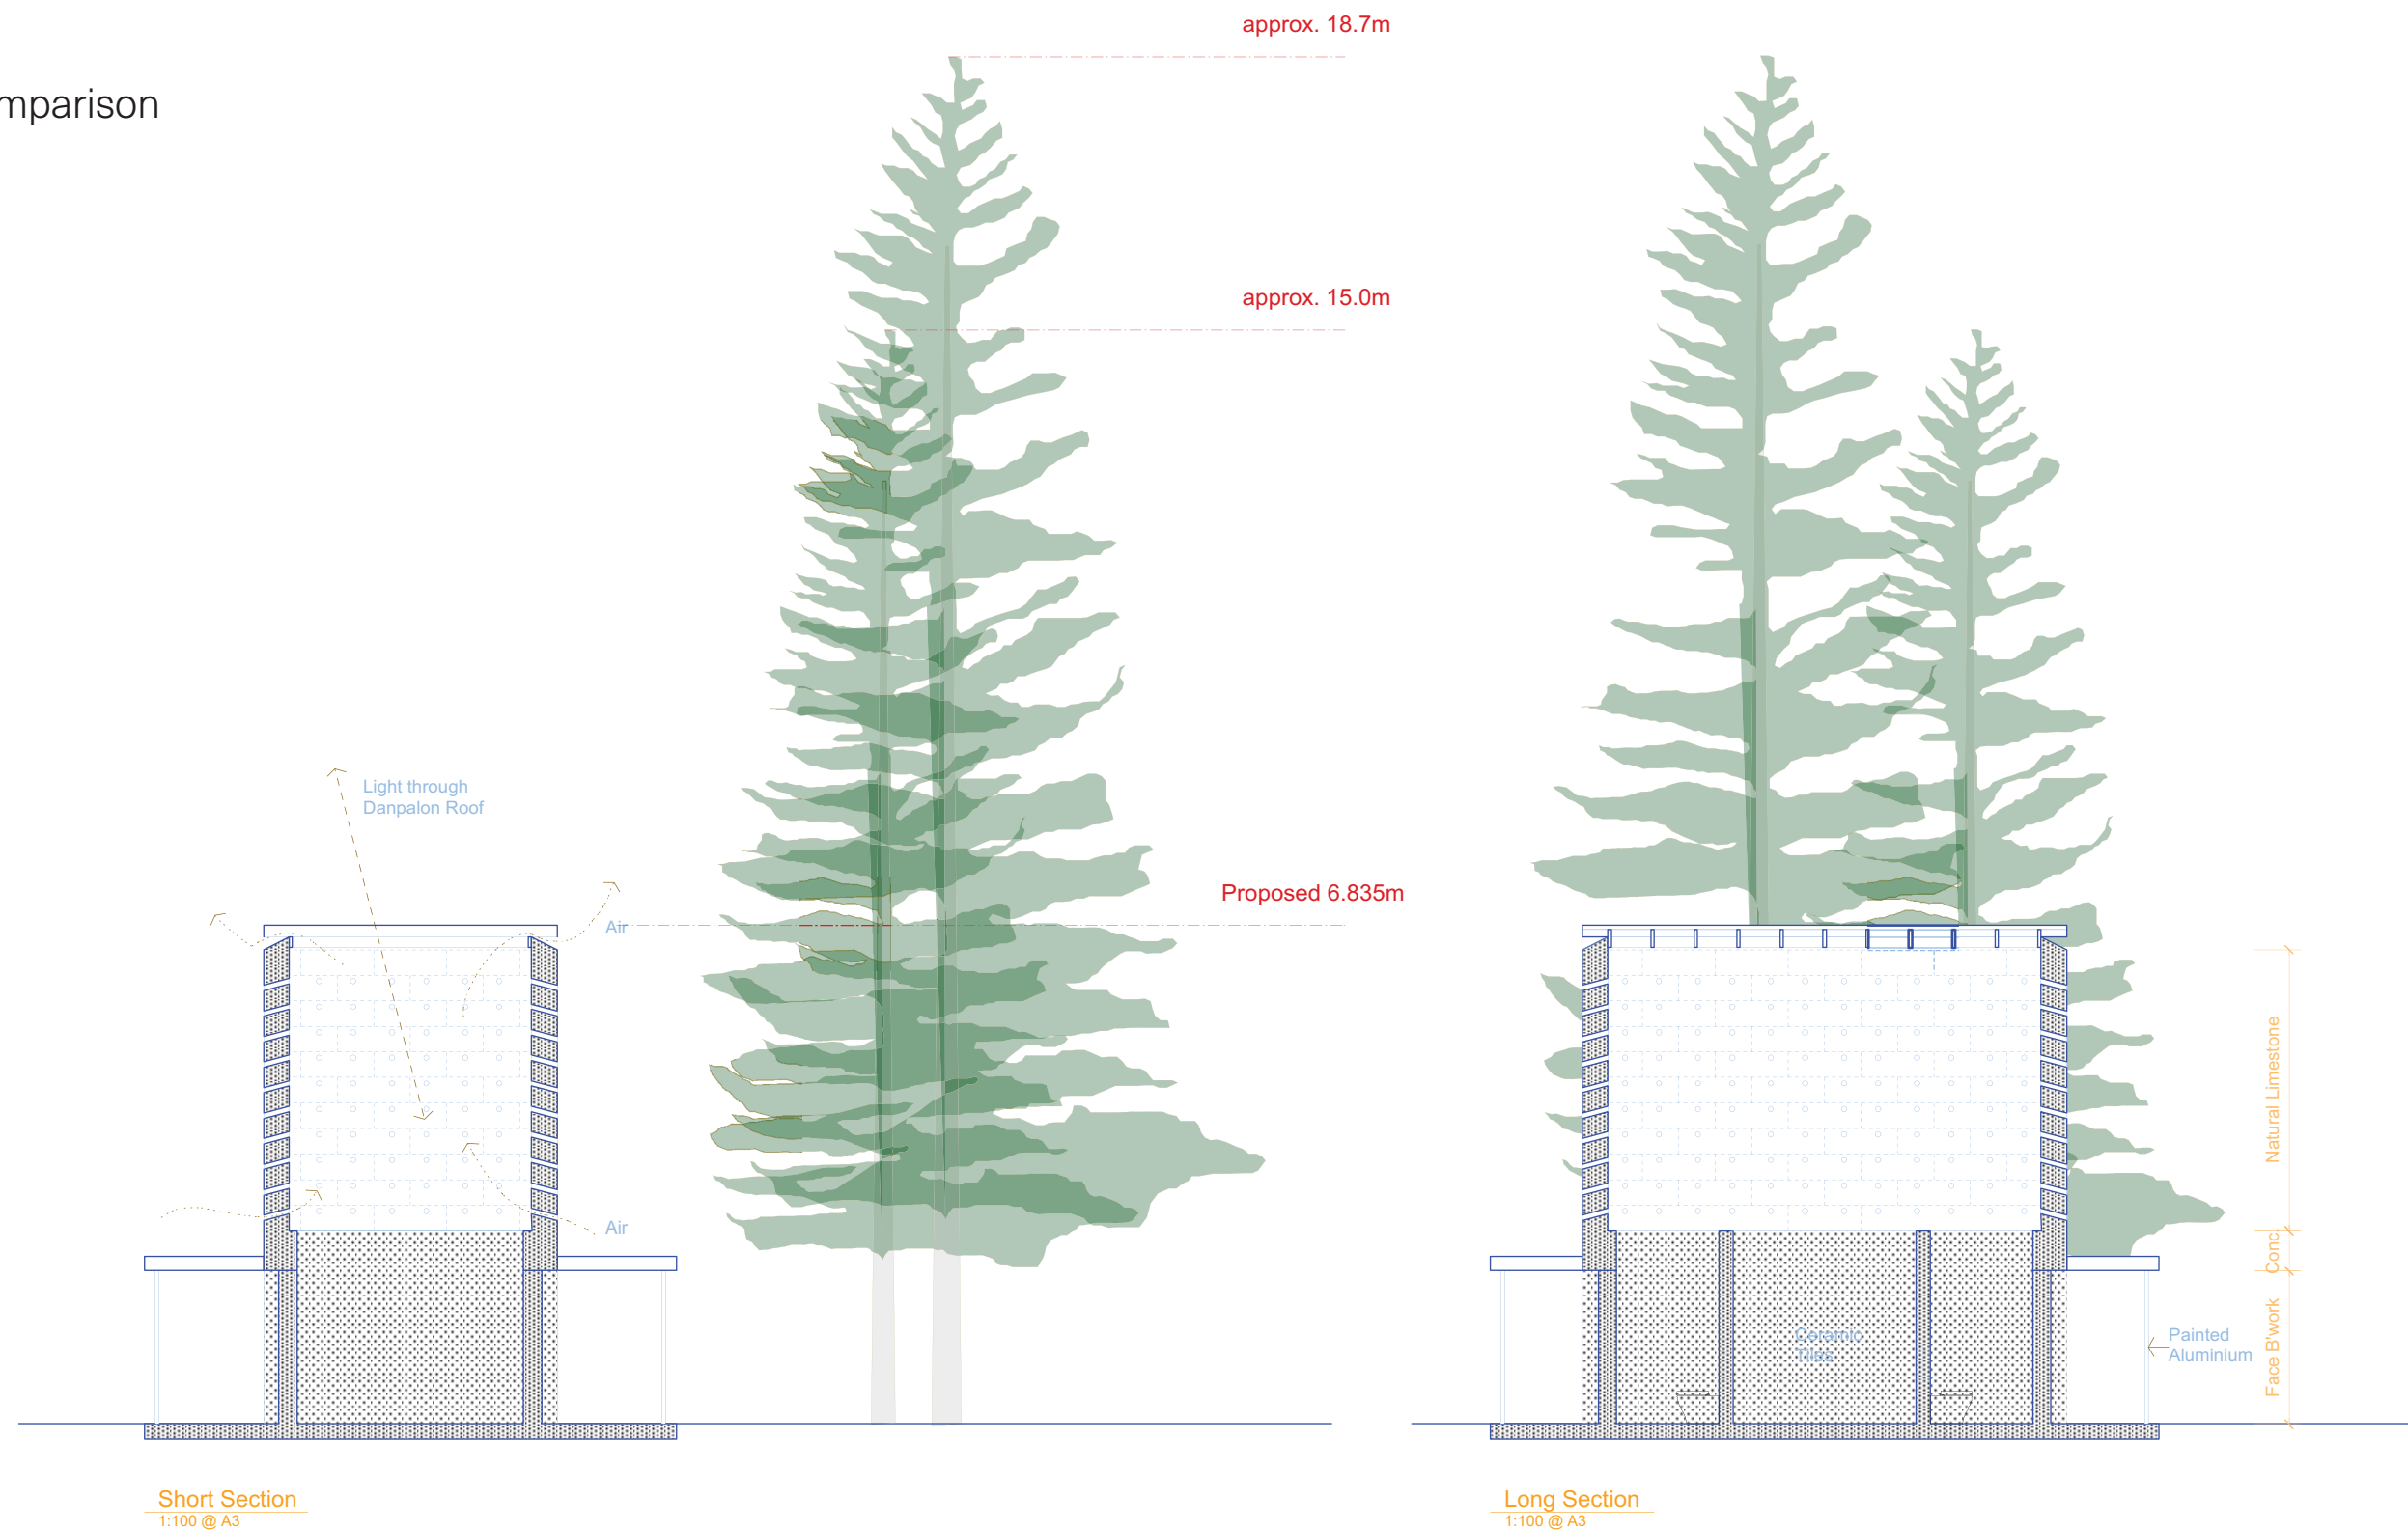 mparison
approx. 18.7m
approx. 15.0m
Light through
Danpalon Roof
Proposed 6.835m
Air
Air
Natural Limestone
Conc.
Face B'work
Ceramic
Tiles
Painted
Aluminium
Short Section
1:100 @ A3
Long Section
1:100 @ A3